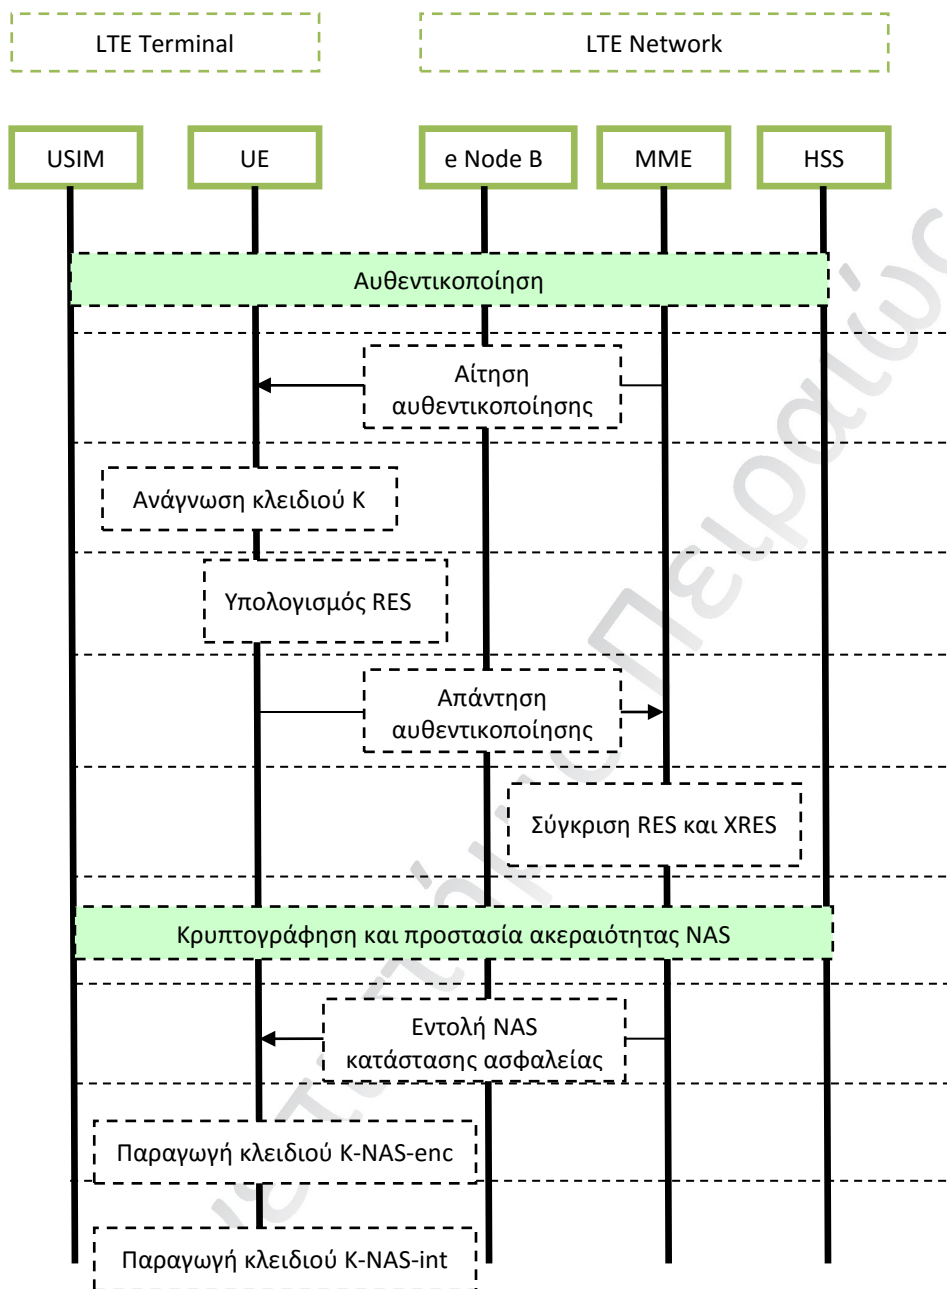 LTE Terminal
LTE Network
USIM
UE
e Node B
MME
HSS
Αυθεντικοποίηση
Αίτηση
αυθεντικοποίησης
Ανάγνωση κλειδιού Κ
Υπολογισμός RES
Απάντηση
αυθεντικοποίησης
Σύγκριση RES και XRES
Κρυπτογράφηση και προστασία ακεραιότητας NAS
Εντολή NAS
κατάστασης ασφαλείας
Παραγωγή κλειδιού K-NAS-enc
Παραγωγή κλειδιού K-NAS-int
Πειραιώς